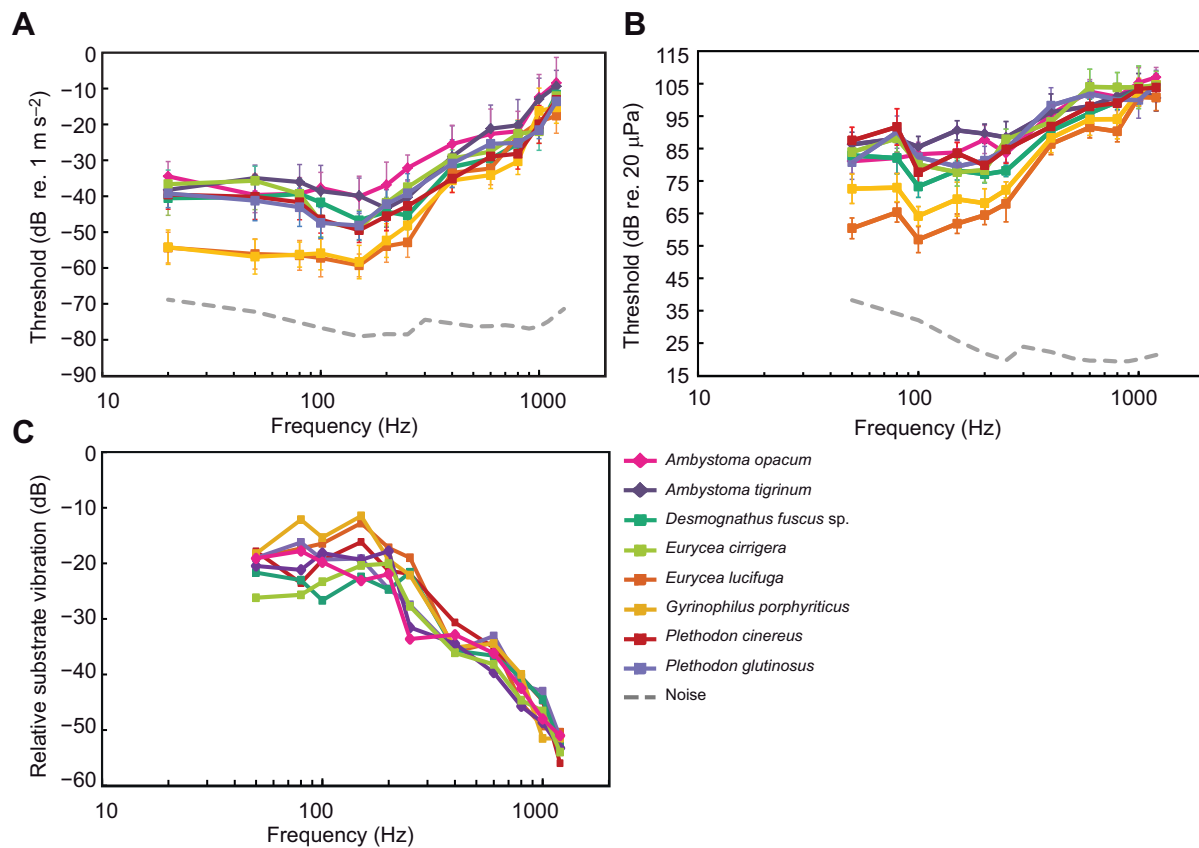 A
Threshold (dB re. 1 m s⁻²)
0
−10
−20
−30
−40
−50
−60
−70
−80
−90
10
100
1000
Frequency (Hz)
B
Threshold (dB re. 20 µPa)
115
105
95
85
75
65
55
45
35
25
15
10
100
1000
Frequency (Hz)
C
Relative substrate vibration (dB)
0
−10
−20
−30
−40
−50
−60
10
100
1000
Frequency (Hz)
Ambystoma opacum
Ambystoma tigrinum
Desmognathus fuscus sp.
Eurycea cirrigera
Eurycea lucifuga
Gyrinophilus porphyriticus
Plethodon cinereus
Plethodon glutinosus
Noise